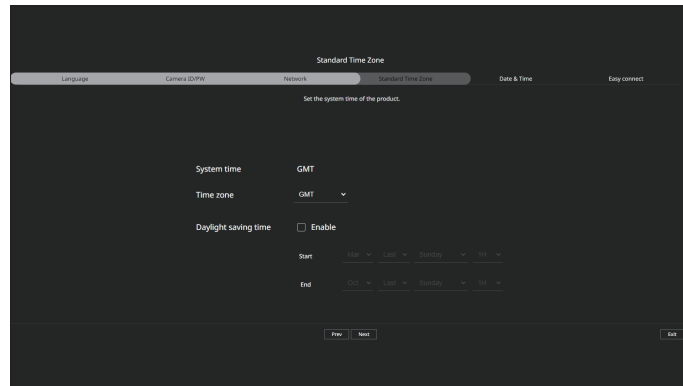 Standard Time Zone
Language Camera ID/PW Network Standard Time Zone Date & Time Easy connect
Set the system time of the product.
System time GMT
Time zone GMT
Daylight saving time Enable
Start Mar Last Sunday 1H
End Oct Last Sunday 1H
Prev Next Exit